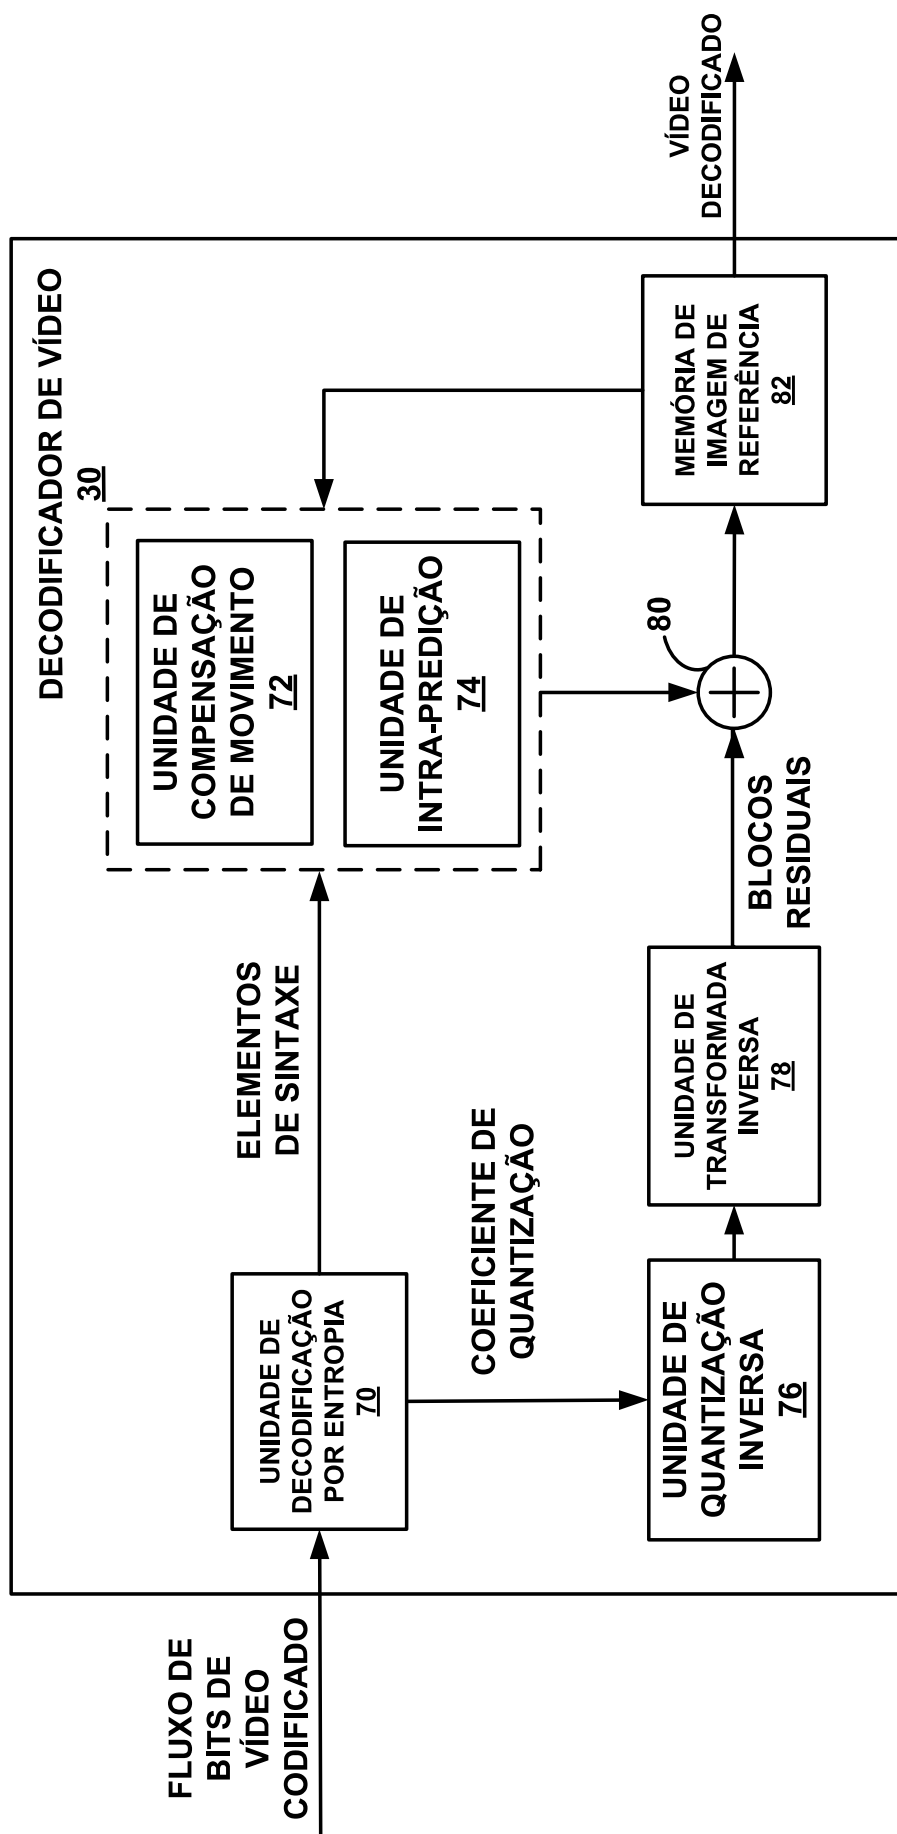 DECODIFICADOR DE VÍDEO
30
FLUXO DE
BITS DE
VÍDEO
CODIFICADO
UNIDADE DE
DECODIFICAÇÃO
POR ENTROPIA
70
ELEMENTOS
DE SINTAXE
UNIDADE DE
COMPENSAÇÃO
DE MOVIMENTO
72
UNIDADE DE
INTRA-PREDIÇÃO
74
COEFICIENTE DE
QUANTIZAÇÃO
UNIDADE DE
QUANTIZAÇÃO
INVERSA
76
UNIDADE DE
TRANSFORMADA
INVERSA
78
BLOCOS
RESIDUAIS
80
MEMÓRIA DE
IMAGEM DE
REFERÊNCIA
82
VÍDEO
DECODIFICADO